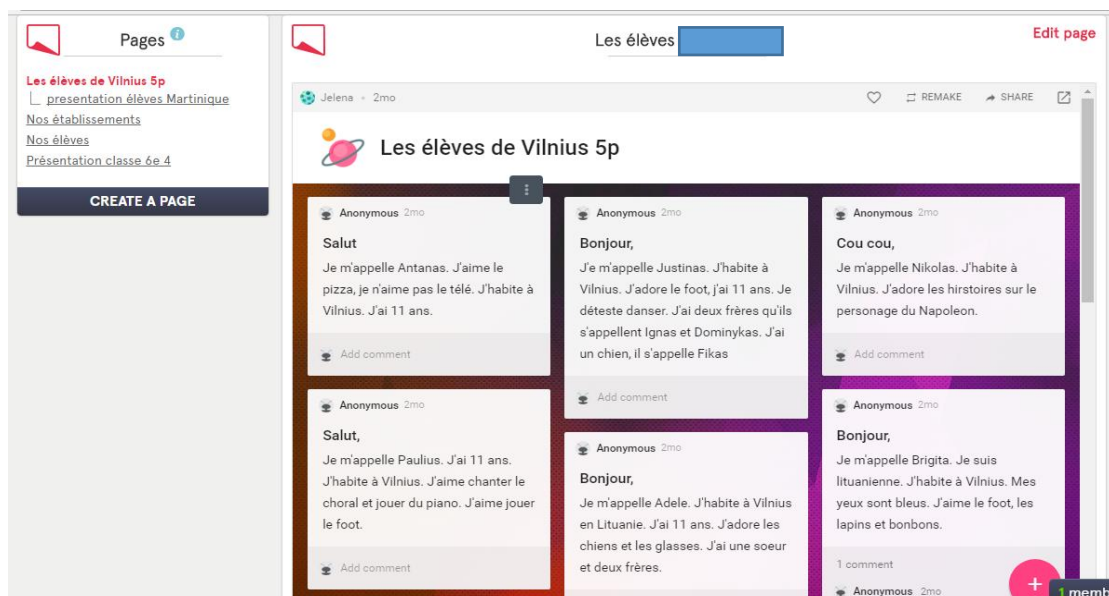 Pages i
Les élèves de Vilnius 5p
presentation élèves Martinique
Nos établissements
Nos élèves
Présentation classe 6e 4
CREATE A PAGE
Les élèves
Edit page
Jelena • 2mo
REMAKE SHARE
Les élèves de Vilnius 5p
Anonymous 2mo
Salut
Je m'appelle Antanas. J'aime le
pizza, je n'aime pas le télé. J'habite à
Vilnius. J'ai 11 ans.
Add comment
Anonymous 2mo
Salut,
Je m'appelle Paulius. J'ai 11 ans.
J'habite à Vilnius. J'aime chanter le
choral et jouer du piano. J'aime jouer
le foot.
Add comment
Anonymous 2mo
Bonjour,
J'e m'appelle Justinas. J'habite à
Vilnius. J'adore le foot, j'ai 11 ans. Je
déteste danser. J'ai deux frères qu'ils
s'appellent Ignas et Dominykas. J'ai
un chien, il s'appelle Fikas
Add comment
Anonymous 2mo
Bonjour,
Je m'appelle Adele. J'habite à Vilnius
en Lituanie. J'ai 11 ans. J'adore les
chiens et les glasses. J'ai une soeur
et deux frères.
Anonymous 2mo
Cou cou,
Je m'appelle Nikolas. J'habite à
Vilnius. J'adore les hirstoires sur le
personage du Napoleon.
Add comment
Anonymous 2mo
Bonjour,
Je m'appelle Brigita. Je suis
lituanienne. J'habite à Vilnius. Mes
yeux sont bleus. J'aime le foot, les
lapins et bonbons.
1 comment
Anonymous 2mo
+
1 memb